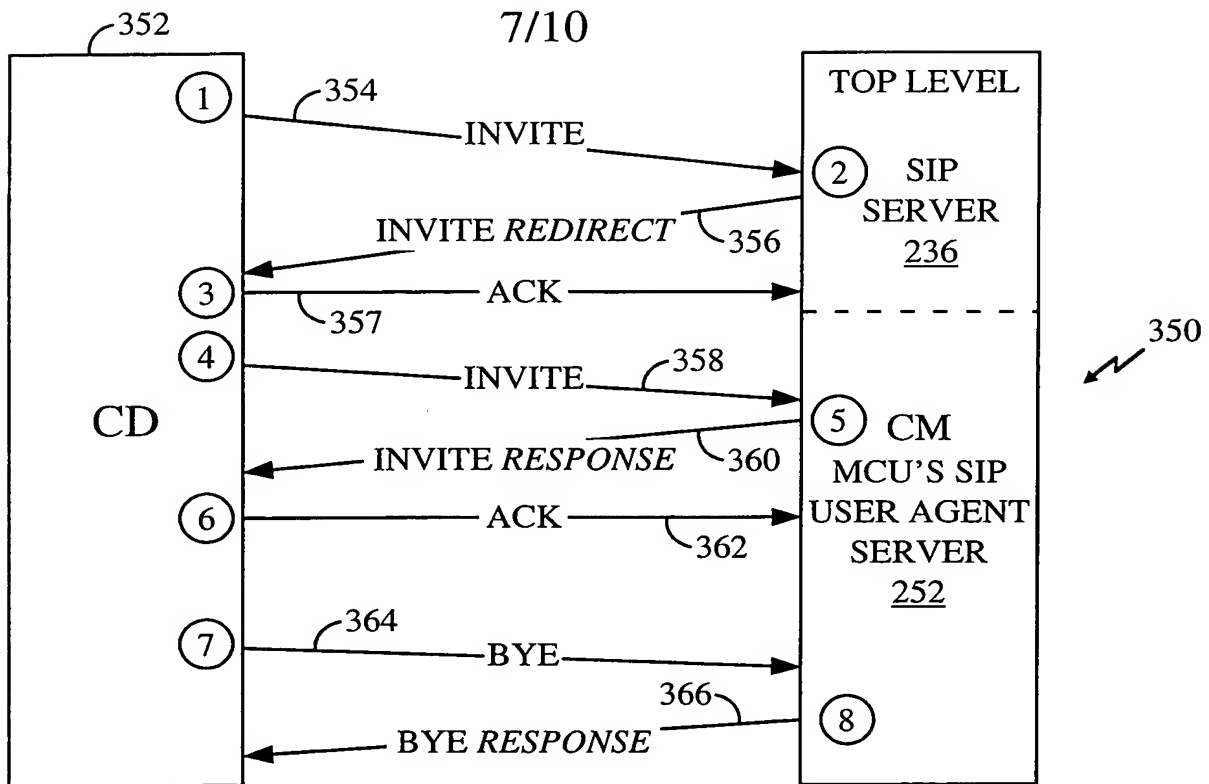 7/10
352
TOP LEVEL
1
354
INVITE
2
SIP
SERVER
236
INVITE REDIRECT
356
3
ACK
357
350
4
358
INVITE
CD
5
CM
INVITE RESPONSE
360
MCU'S SIP
6
ACK
USER AGENT
362
SERVER
252
7
364
BYE
366
8
BYE RESPONSE